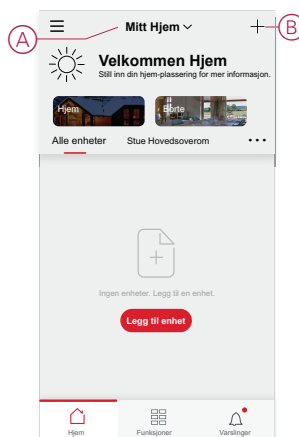 A
Mitt Hjem
B
Velkommen Hjem
Still inn din hjem-plassering for mer informasjon.
Hjem
Borte
Alle enheter
Stue Hovedsoverom
Ingen enheter. Legg til en enhet.
Legg til enhet
Hjem
Funksjoner
Varslinger